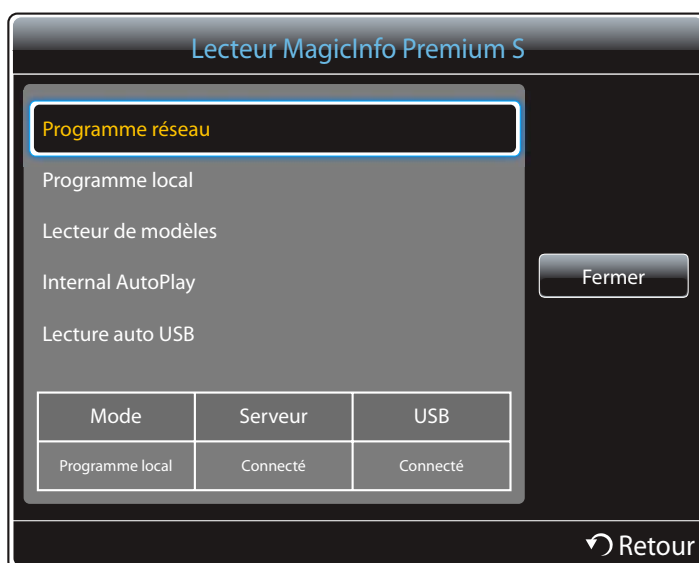 Lecteur MagicInfo Premium S
Programme réseau
Programme local
Lecteur de modèles
Internal AutoPlay
Lecture auto USB
Fermer
Mode Serveur USB
Programme local Connecté Connecté
Retour